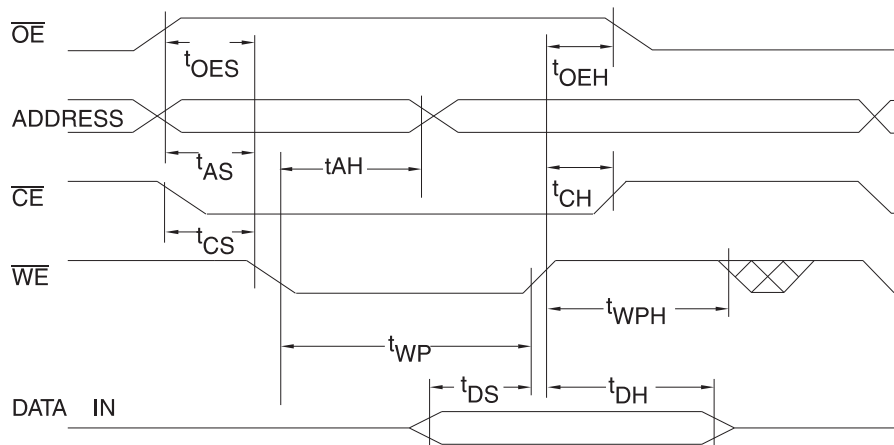 OE
tOES
tOEH
ADDRESS
tAS
tAH
tCH
CE
tCS
WE
tWPH
tWP
tDS
tDH
DATA IN